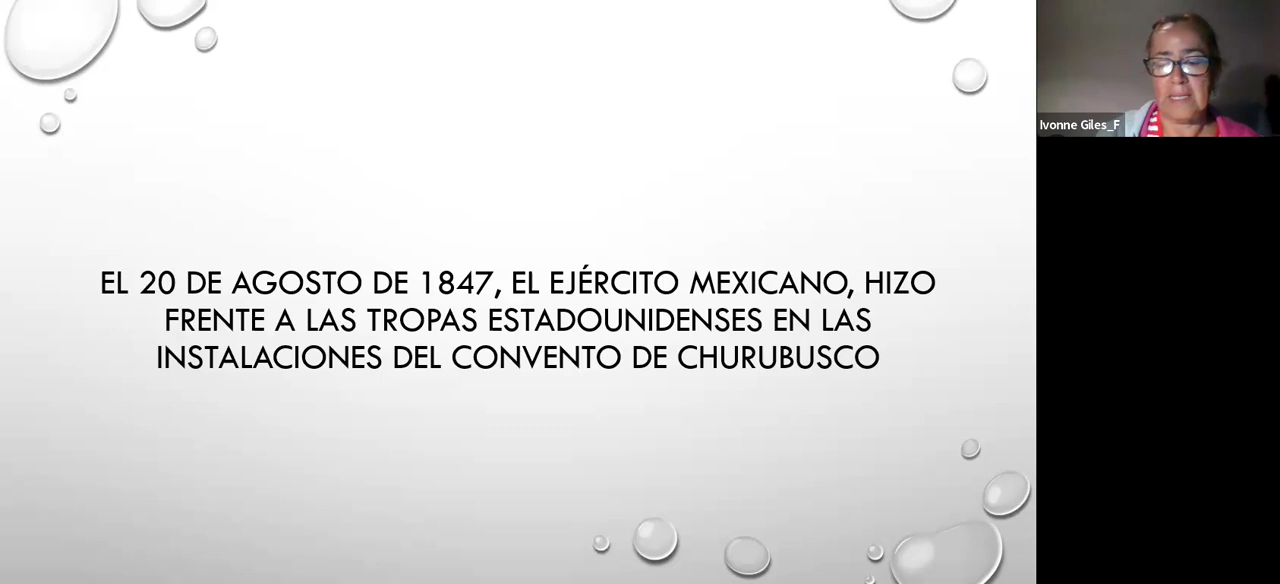 EL 20 DE AGOSTO DE 1847, EL EJÉRCITO MEXICANO, HIZO
FRENTE A LAS TROPAS ESTADOUNIDENSES EN LAS
INSTALACIONES DEL CONVENTO DE CHURUBUSCO
Ivonne Giles_F